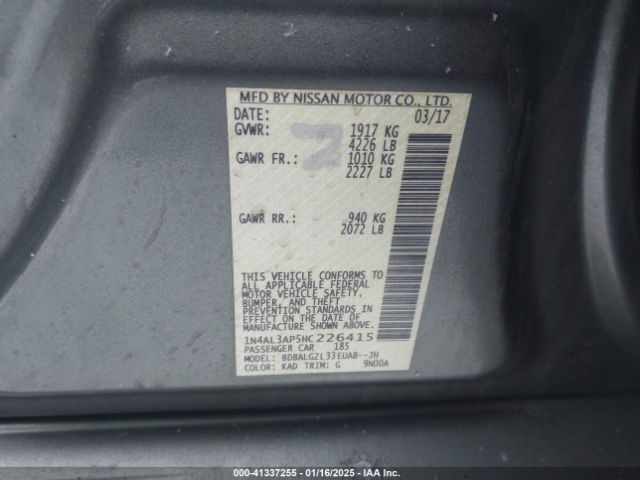 MFD BY NISSAN MOTOR CO., LTD.
DATE: 03/17
GVWR: 1917 KG
4226 LB
GAWR FR.: 1010 KG
2227 LB
GAWR RR.: 940 KG
2072 LB
THIS VEHICLE CONFORMS TO
ALL APPLICABLE FEDERAL
MOTOR VEHICLE SAFETY,
BUMPER, AND THEFT
PREVENTION STANDARDS IN
EFFECT ON THE DATE OF
MANUFACTURE SHOWN ABOVE.
1N4AL3AP5HC226415
PASSENGER CAR 185
MODEL: BDBALGZL33EUAB--JH
COLOR: KAD TRIM: G 9N00A
000-41337255 - 01/16/2025 - IAA